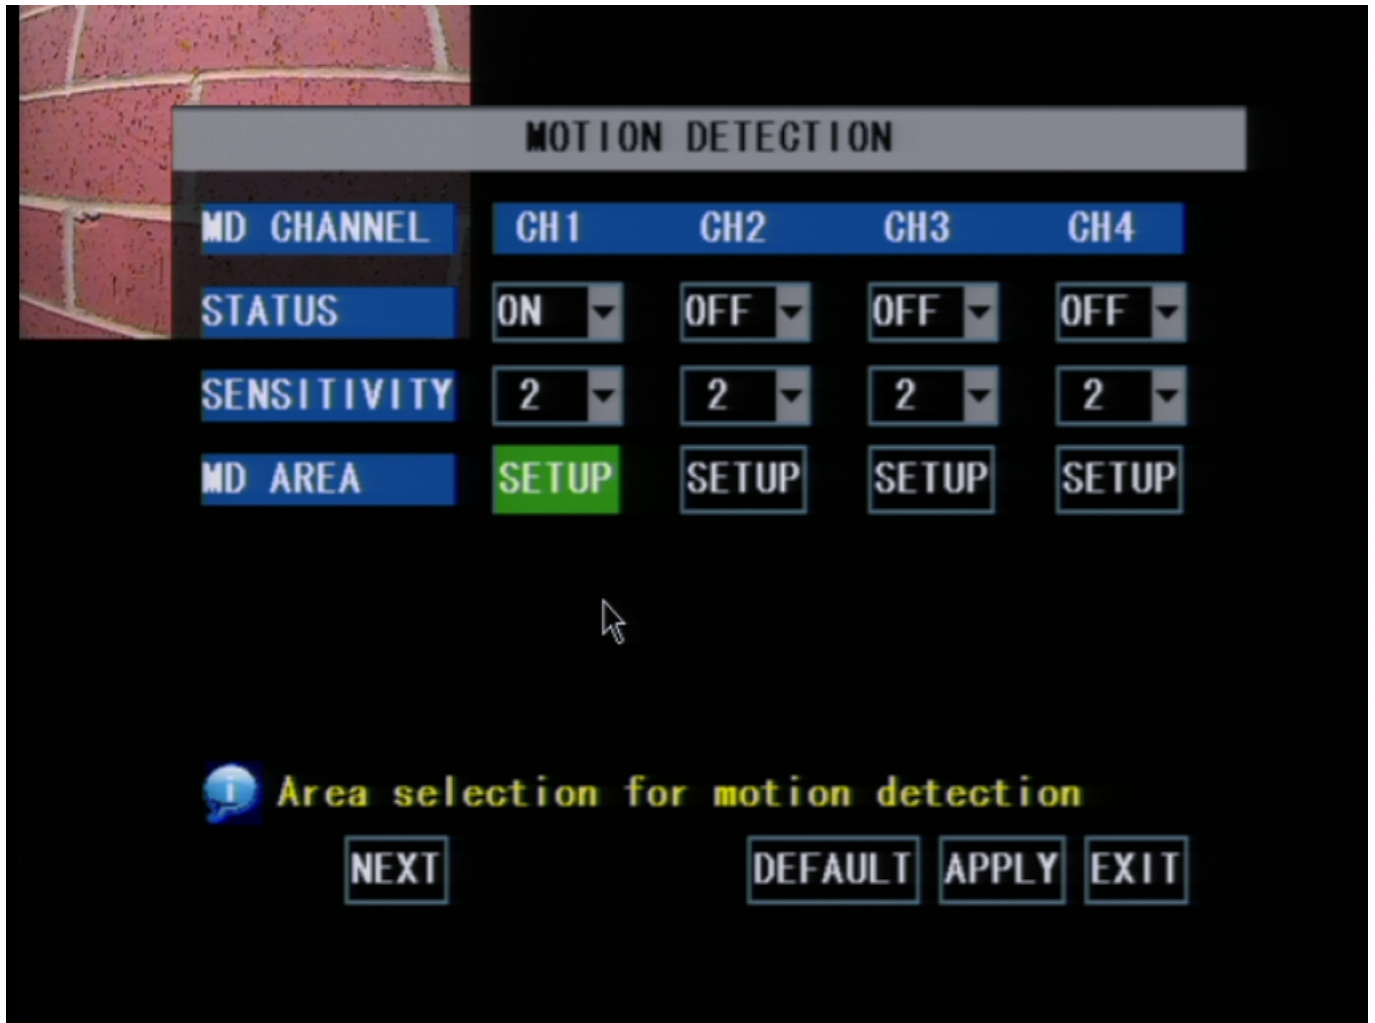 MOTION DETECTION
MD CHANNEL CH1 CH2 CH3 CH4
STATUS ON OFF OFF OFF
SENSITIVITY 2 2 2 2
MD AREA SETUP SETUP SETUP SETUP
Area selection for motion detection
NEXT DEFAULT APPLY EXIT